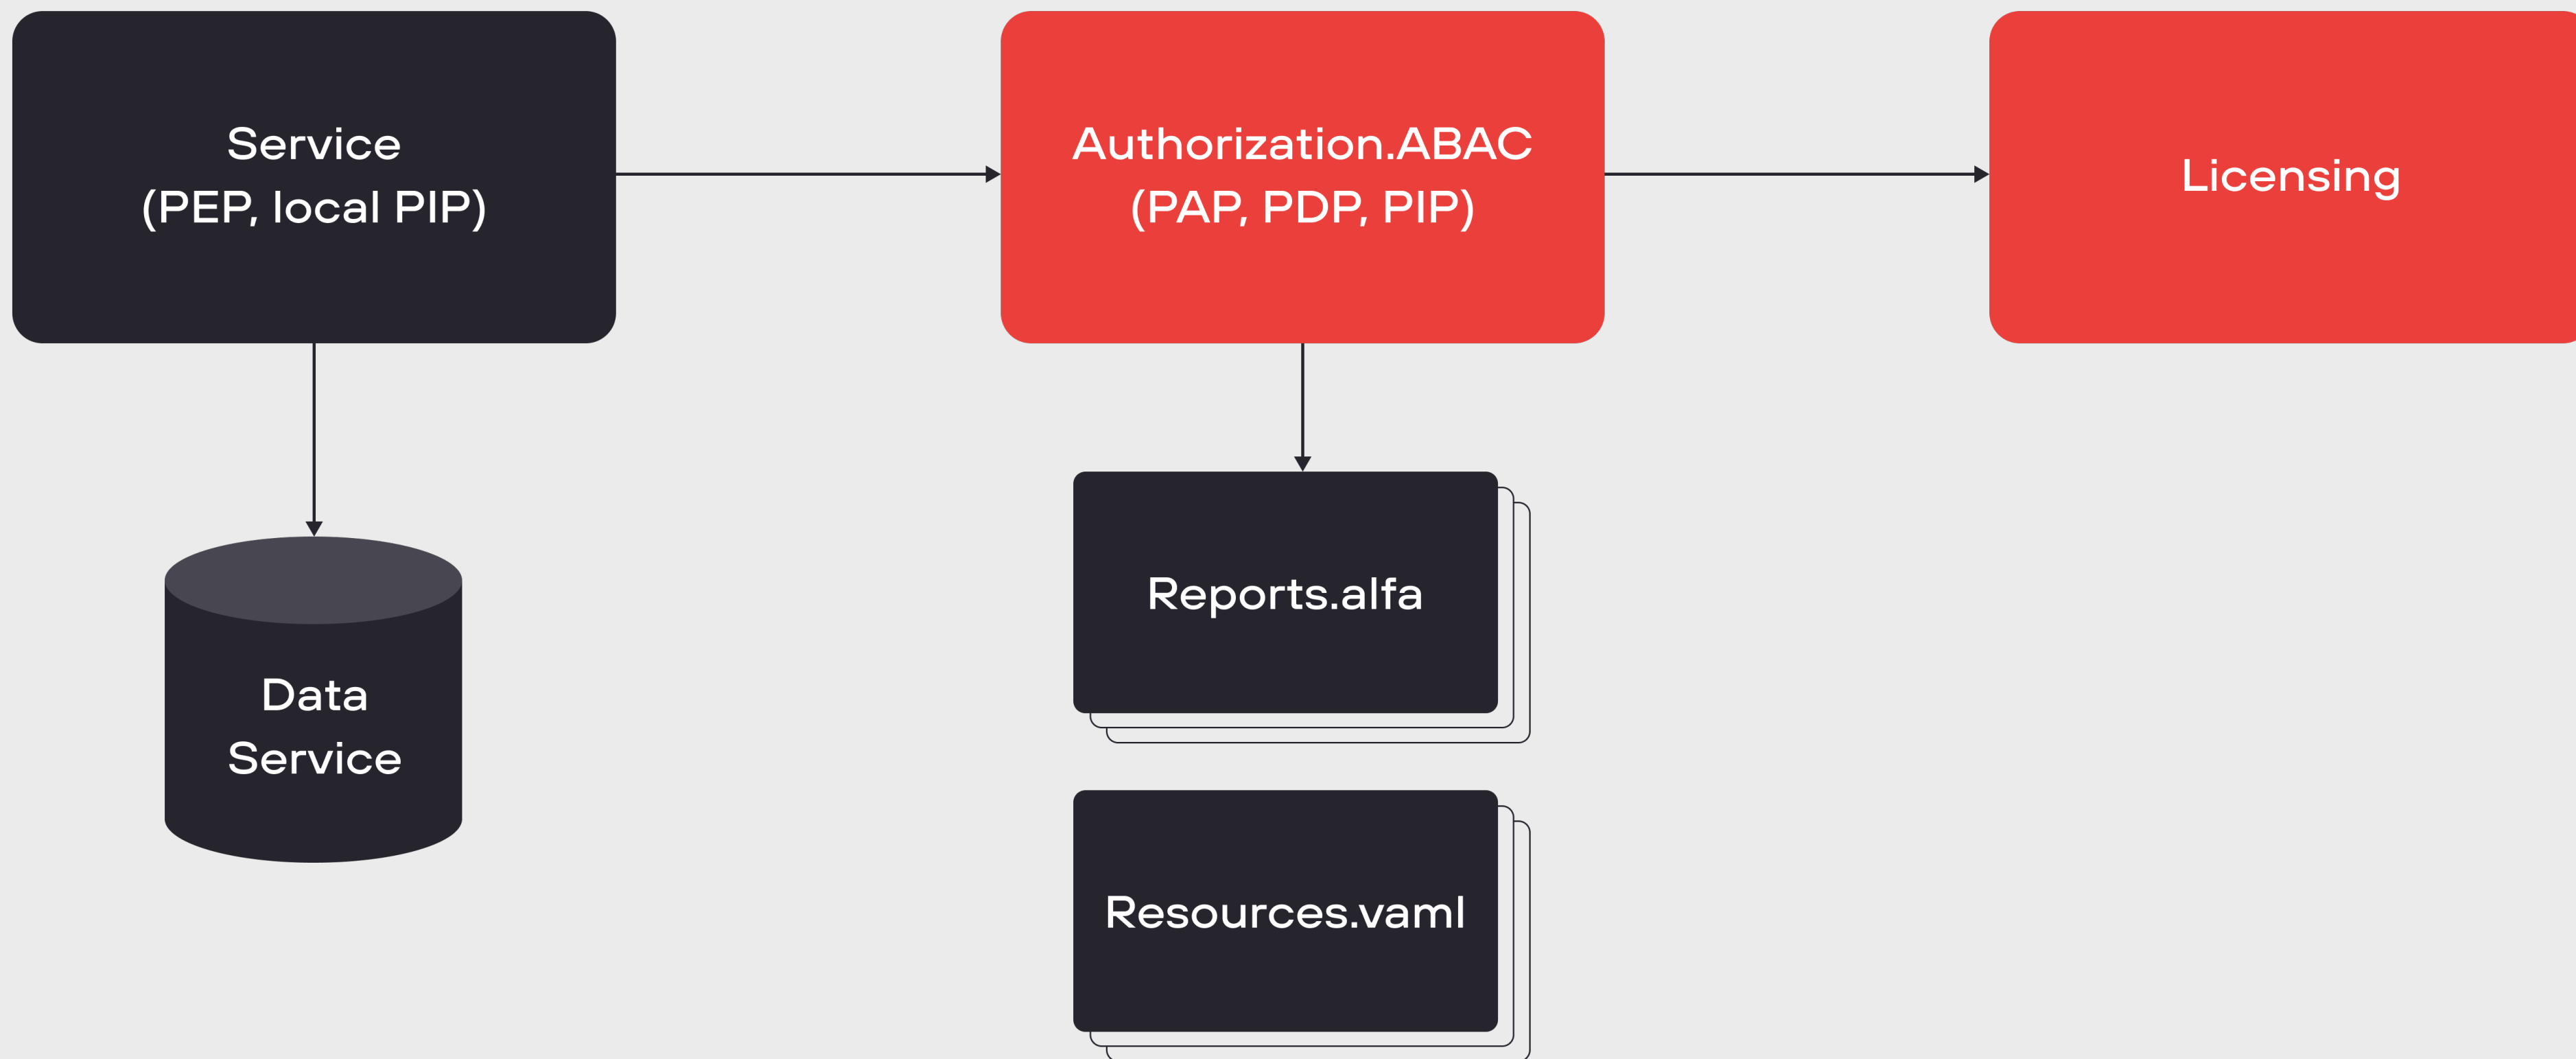 Service
(PEP, local PIP)
Authorization.ABAC
(PAP, PDP, PIP)
Licensing
Reports.alfa
Data
Service
Resources.vaml